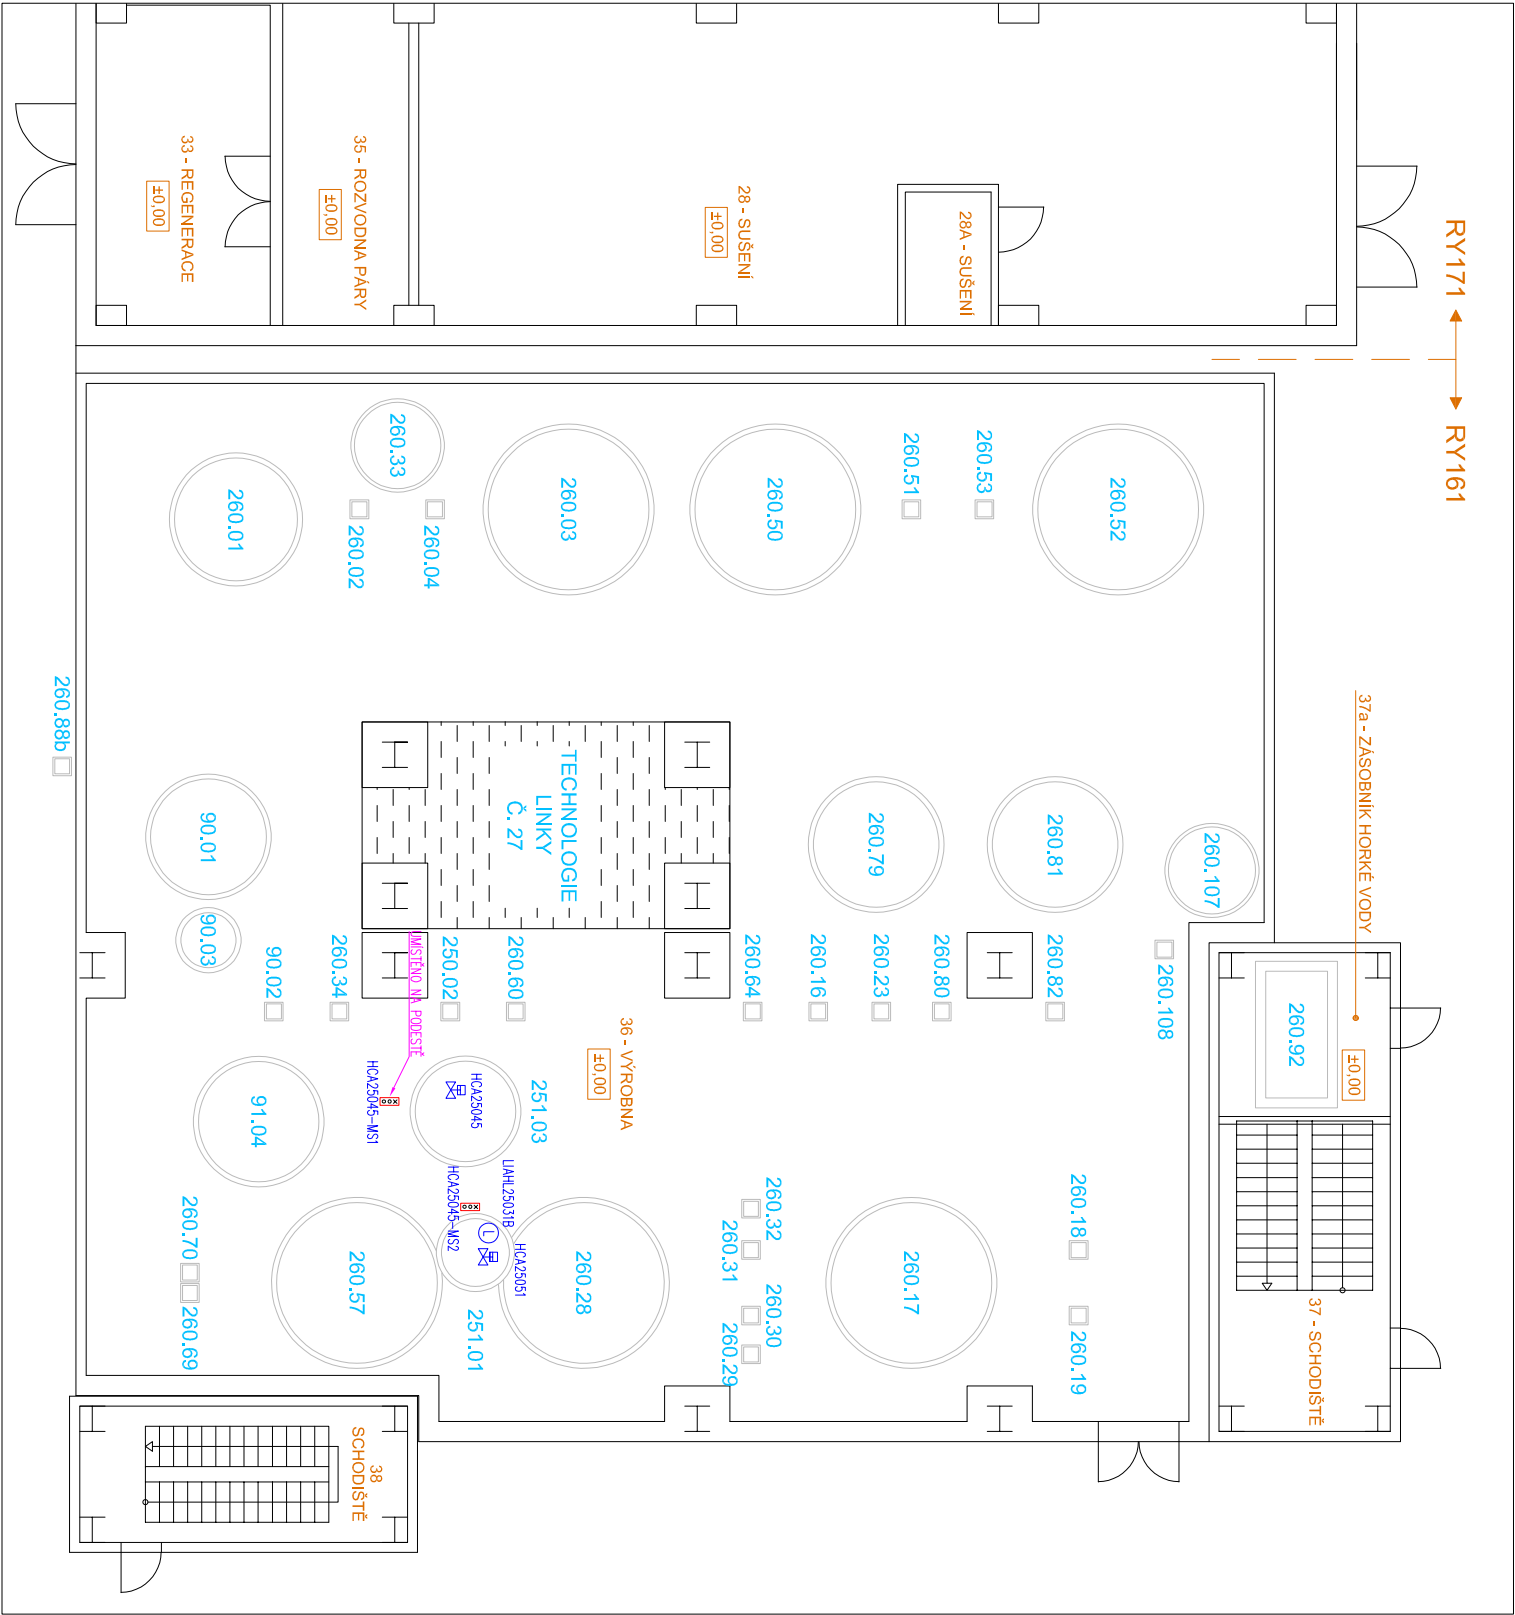 RY171
RY161
33 - REGENERACE
±0,00
35 - ROZVODNA PÁRY
±0,00
28 - SUŠENÍ
±0,00
28A - SUŠENÍ
260.33
260.01
260.02
260.04
260.03
260.50
260.51
260.53
260.52
260.88b
90.01
90.03
TECHNOLOGIE
LINKY
Č. 27
260.79
260.81
260.107
37a - ZÁSOBNÍK HORKÉ VODY
±0,00
260.92
90.02
260.34
UMÍSTĚNO NA PODESTĚ
250.02
260.60
260.64
260.16
260.23
260.80
260.82
260.108
36 - VÝROBNA
±0,00
91.04
HCA25045-MS1
HCA25045
251.03
HCA25045-MS2
LIAHL25031B
L
HCA25051
251.01
260.70
260.69
260.57
260.28
260.32
260.31
260.30
260.29
260.17
260.18
260.19
37 - SCHODIŠTĚ
38
SCHODIŠTĚ